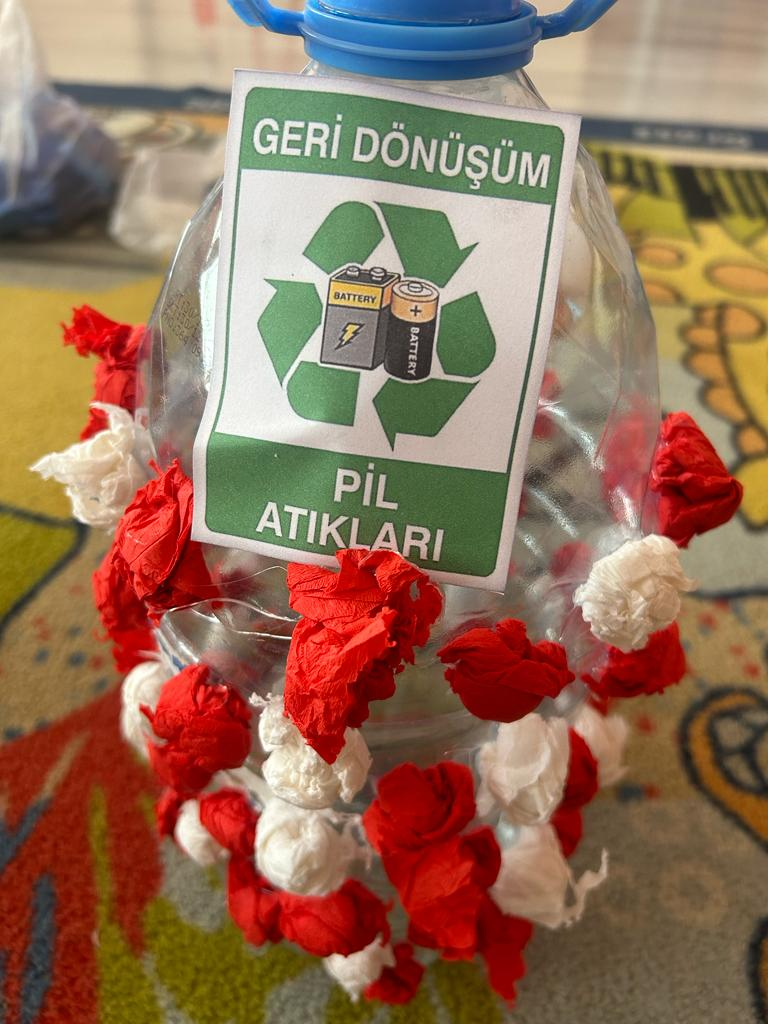 GERİ DÖNÜŞÜM
BATTERY
BATTERY
PİL
ATIKLARI